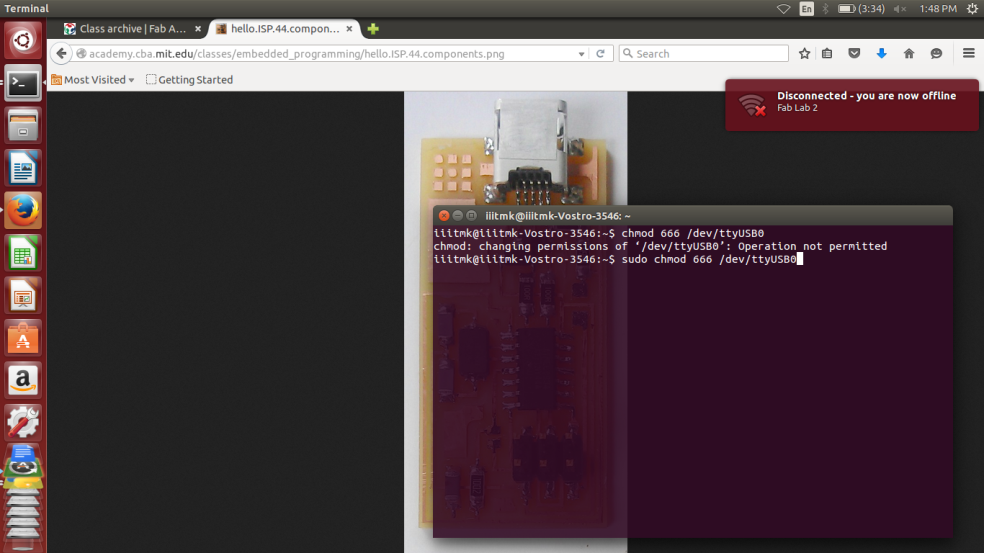 Terminal
En
(3:34)
1:48 PM
Class archive | Fab A...
hello.ISP.44.compon...
academy.cba.mit.edu/classes/embedded_programming/hello.ISP.44.components.png
Search
Most Visited
Getting Started
Disconnected - you are now offline
Fab Lab 2
iiitmk@iiitmk-Vostro-3546: ~
iiitmk@iiitmk-Vostro-3546:~$ chmod 666 /dev/ttyUSB0
chmod: changing permissions of ‘/dev/ttyUSB0’: Operation not permitted
iiitmk@iiitmk-Vostro-3546:~$ sudo chmod 666 /dev/ttyUSB0